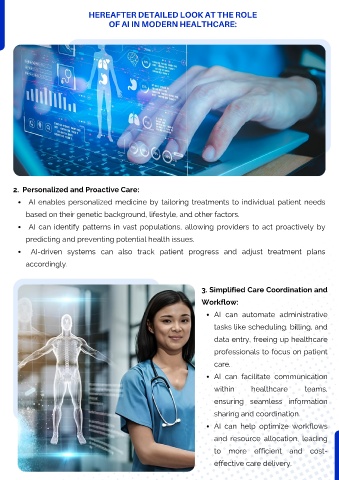 HEREAFTER DETAILED LOOK AT THE ROLE
OF AI IN MODERN HEALTHCARE:
2. Personalized and Proactive Care:
• AI enables personalized medicine by tailoring treatments to individual patient needs
based on their genetic background, lifestyle, and other factors.
• AI can identify patterns in vast populations, allowing providers to act proactively by
predicting and preventing potential health issues.
• AI-driven systems can also track patient progress and adjust treatment plans
accordingly.
3. Simplified Care Coordination and
Workflow:
• AI can automate administrative
tasks like scheduling, billing, and
data entry, freeing up healthcare
professionals to focus on patient
care.
• AI can facilitate communication
within healthcare teams,
ensuring seamless information
sharing and coordination.
• AI can help optimize workflows
and resource allocation, leading
to more efficient and cost-
effective care delivery.